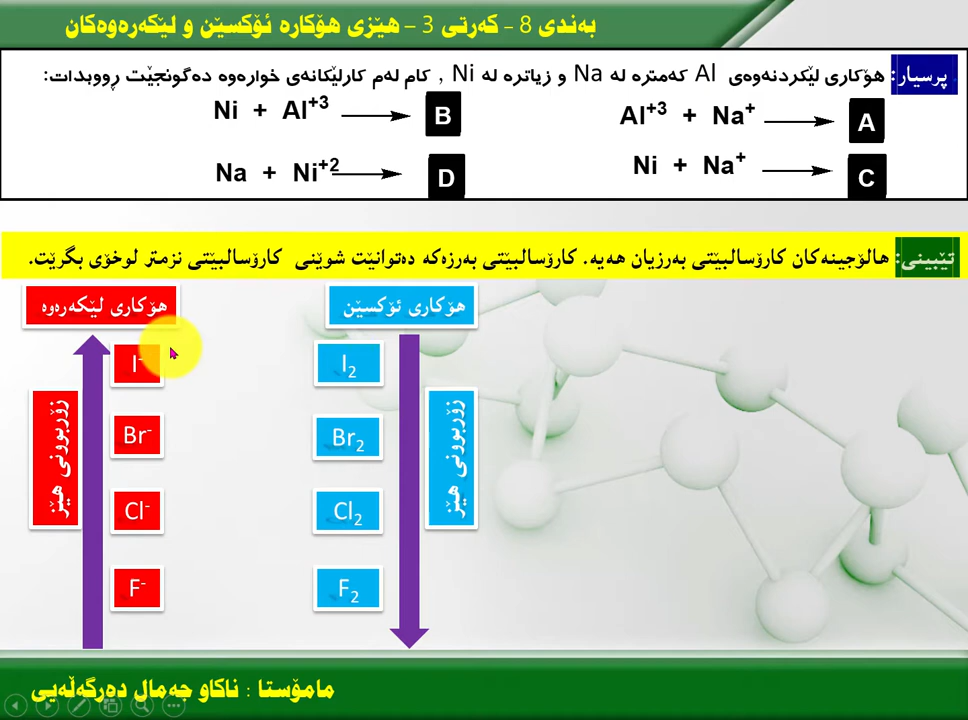 بەندی 8 - کەرتی 3 - هێزی هۆکارە ئۆکسێن و لێکەرەوەکان
پرسیار: هۆکاری لێکردنەوەی Al کەمترە لە Na و زیاترە لە Ni , کام لەم کارلێکانەی خوارەوە دەگونجێت ڕووبدات:
A Al+3 + Na+ ⟶
B Ni + Al+3 ⟶
C Ni + Na+ ⟶
D Na + Ni+2 ⟶
تێبینی: هالۆجینەکان کارۆسالبێتی بەرزیان هەیە. کارۆسالبێتی بەرزەکە دەتوانێت شوێنی کارۆسالبێتی نزمتر لوخۆی بگرێت.
هۆکاری ئۆکسێن
هۆکاری لێکەرەوە
I2
I-
Br2
Br-
Cl2
Cl-
F2
F-
زۆربوونی هێز
زۆربوونی هێز
مامۆستا : ناکاو جەمال دەرگەڵەیی